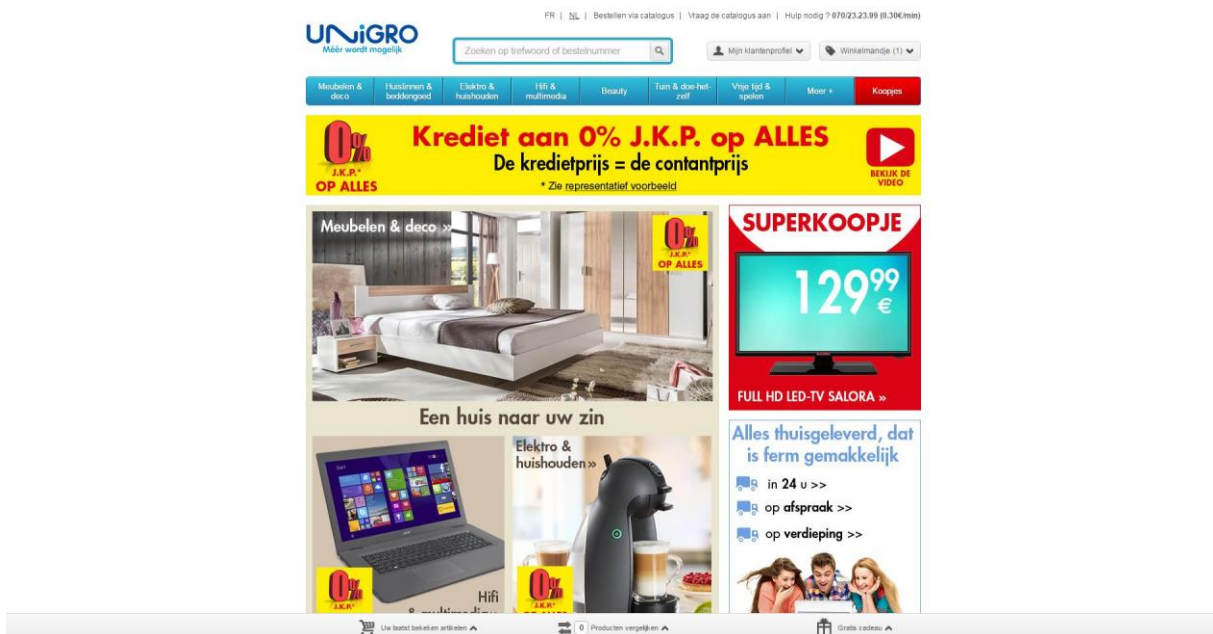 FR | NL | Bestellen via catalogus | Vraag de catalogus aan | Hulp nodig ? 070/23.23.99 (0.30€/min)
UNiGRO
Méér wordt mogelijk
Zoeken op trefwoord of bestelnummer
Mijn klantenprofiel
Winkelmandje (1)
Meubelen & deco
Huislinnen & beddengoed
Elektro & huishouden
Hifi & multimedia
Beauty
Tuin & doe-het-zelf
Vrije tijd & spelen
Meer +
Koopjes
0%
J.K.P.*
OP ALLES
Krediet aan 0% J.K.P. op ALLES
De kredietprijs = de contantprijs
* Zie representatief voorbeeld
BEKIJK DE
VIDEO
Meubelen & deco »
0%
J.K.P.*
OP ALLES
SUPERKOOPJE
12999
€
FULL HD LED-TV SALORA »
Een huis naar uw zin
Start
0%
J.K.P.*
Hifi
& multimedia»
Elektro &
huishouden»
0%
J.K.P.*
OP ALLES
Alles thuisgeleverd, dat
is ferm gemakkelijk
in 24 u >>
op afspraak >>
op verdieping >>
Uw laatst bekeken artikelen
0 Producten vergelijken
Gratis cadeau